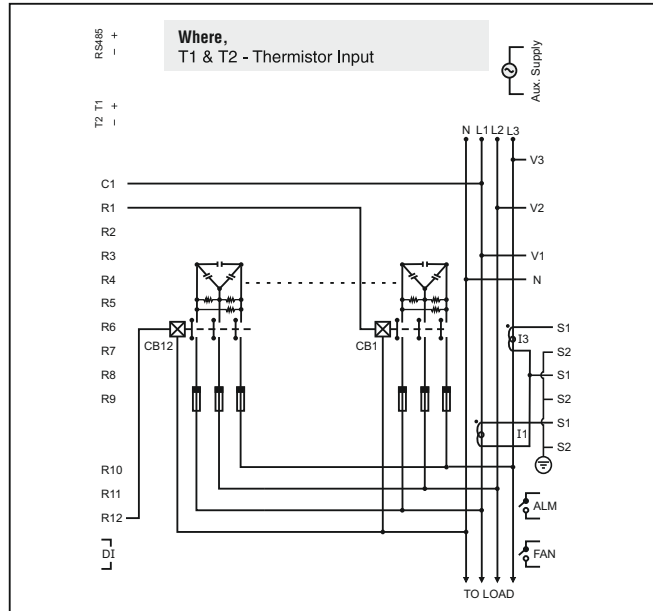 RS485 + −
Where,
T1 & T2 - Thermistor Input
Aux. Supply
T2 T1 + −
N L1 L2 L3
V3
C1
R1
V2
R2
R3
V1
R4
N
R5
R6
S1
CB12
CB1
I3
R7
S2
R8
S1
R9
S2
S1
I1
S2
R10
R11
ALM
R12
DI
FAN
TO LOAD